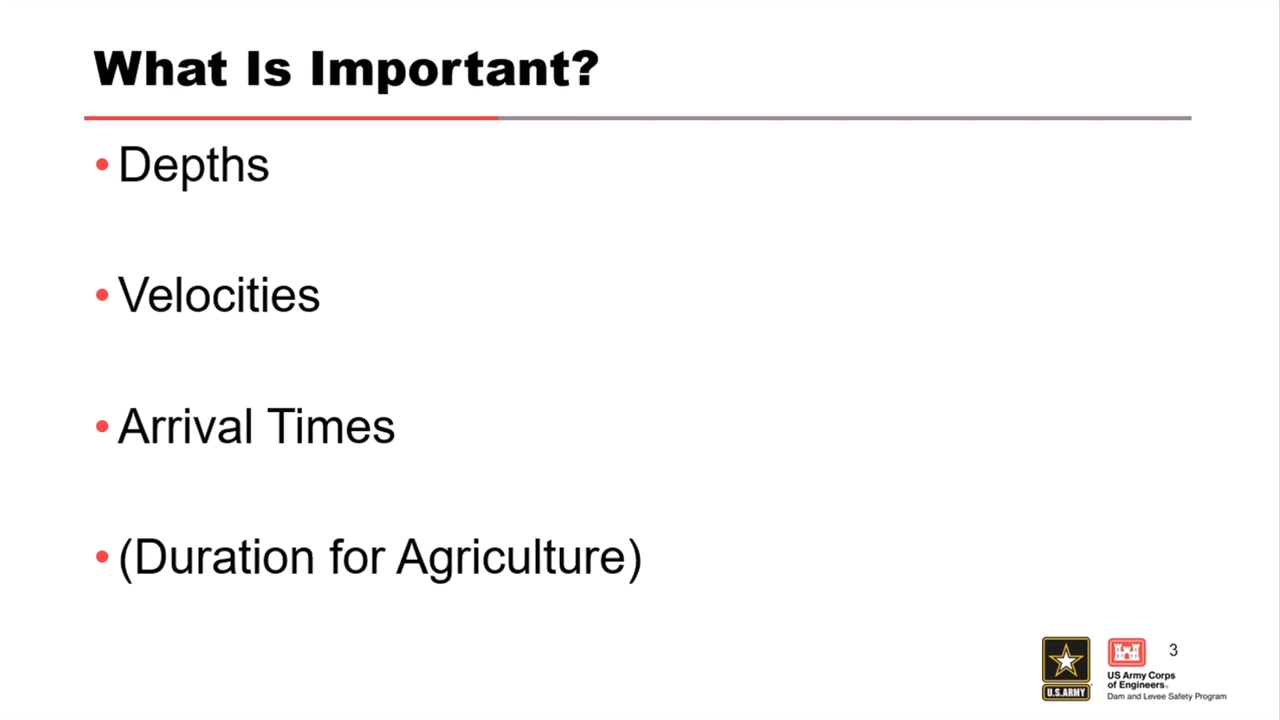 What Is Important?
• Depths
• Velocities
• Arrival Times
• (Duration for Agriculture)
3
U.S.ARMY
US Army Corps
of Engineers®
Dam and Levee Safety Program